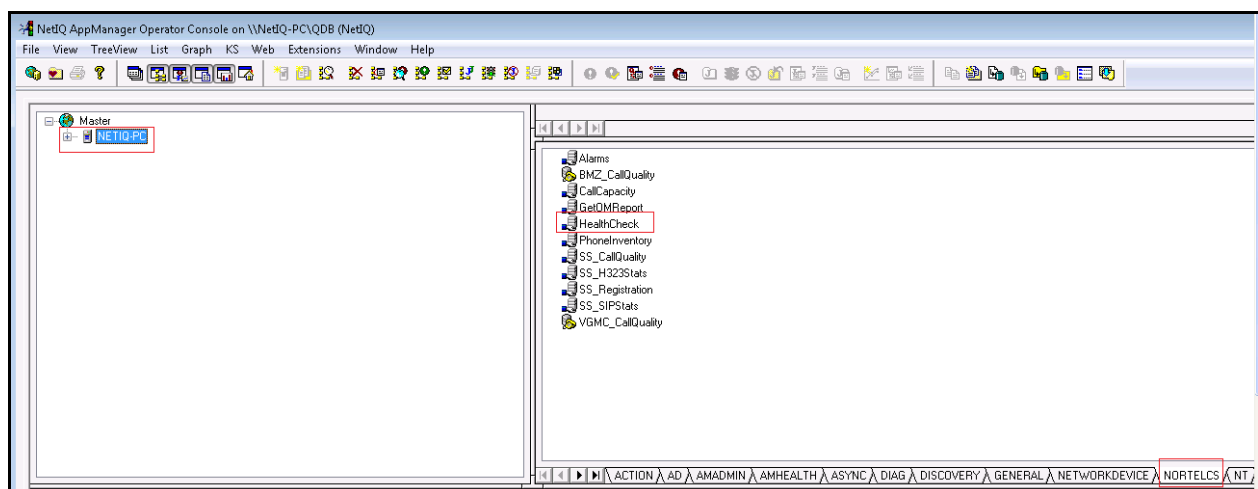 NetIQ AppManager Operator Console on \\NetIQ-PC\QDB (NetIQ)
File View TreeView List Graph KS Web Extensions Window Help
Master
NETIQ-PC
Alarms
BMZ_CallQuality
CallCapacity
GetOMReport
HealthCheck
PhoneInventory
SS_CallQuality
SS_H323Stats
SS_Registration
SS_SIPStats
VGMC_CallQuality
ACTION AD AMADMIN AMHEALTH ASYNC DIAG DISCOVERY GENERAL NETWORKDEVICE NORTELCS NT